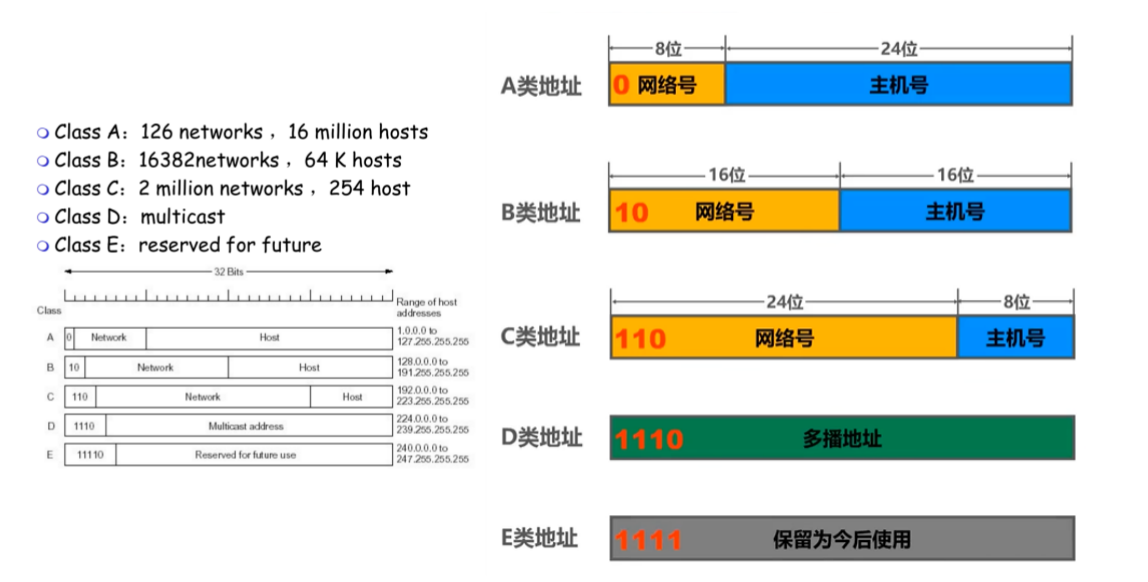 Class A：126 networks ，16 million hosts
Class B：16382networks ，64 K hosts
Class C：2 million networks ，254 host
Class D：multicast
Class E：reserved for future
32 Bits
Class
Range of host
addresses
A 0 Network Host 1.0.0.0 to
127.255.255.255
B 10 Network Host 128.0.0.0 to
191.255.255.255
C 110 Network Host 192.0.0.0 to
223.255.255.255
D 1110 Multicast address 224.0.0.0 to
239.255.255.255
E 11110 Reserved for future use 240.0.0.0 to
247.255.255.255
8位 24位
A类地址 0 网络号 主机号
16位 16位
B类地址 10 网络号 主机号
24位 8位
C类地址 110 网络号 主机号
D类地址 1110 多播地址
E类地址 1111 保留为今后使用